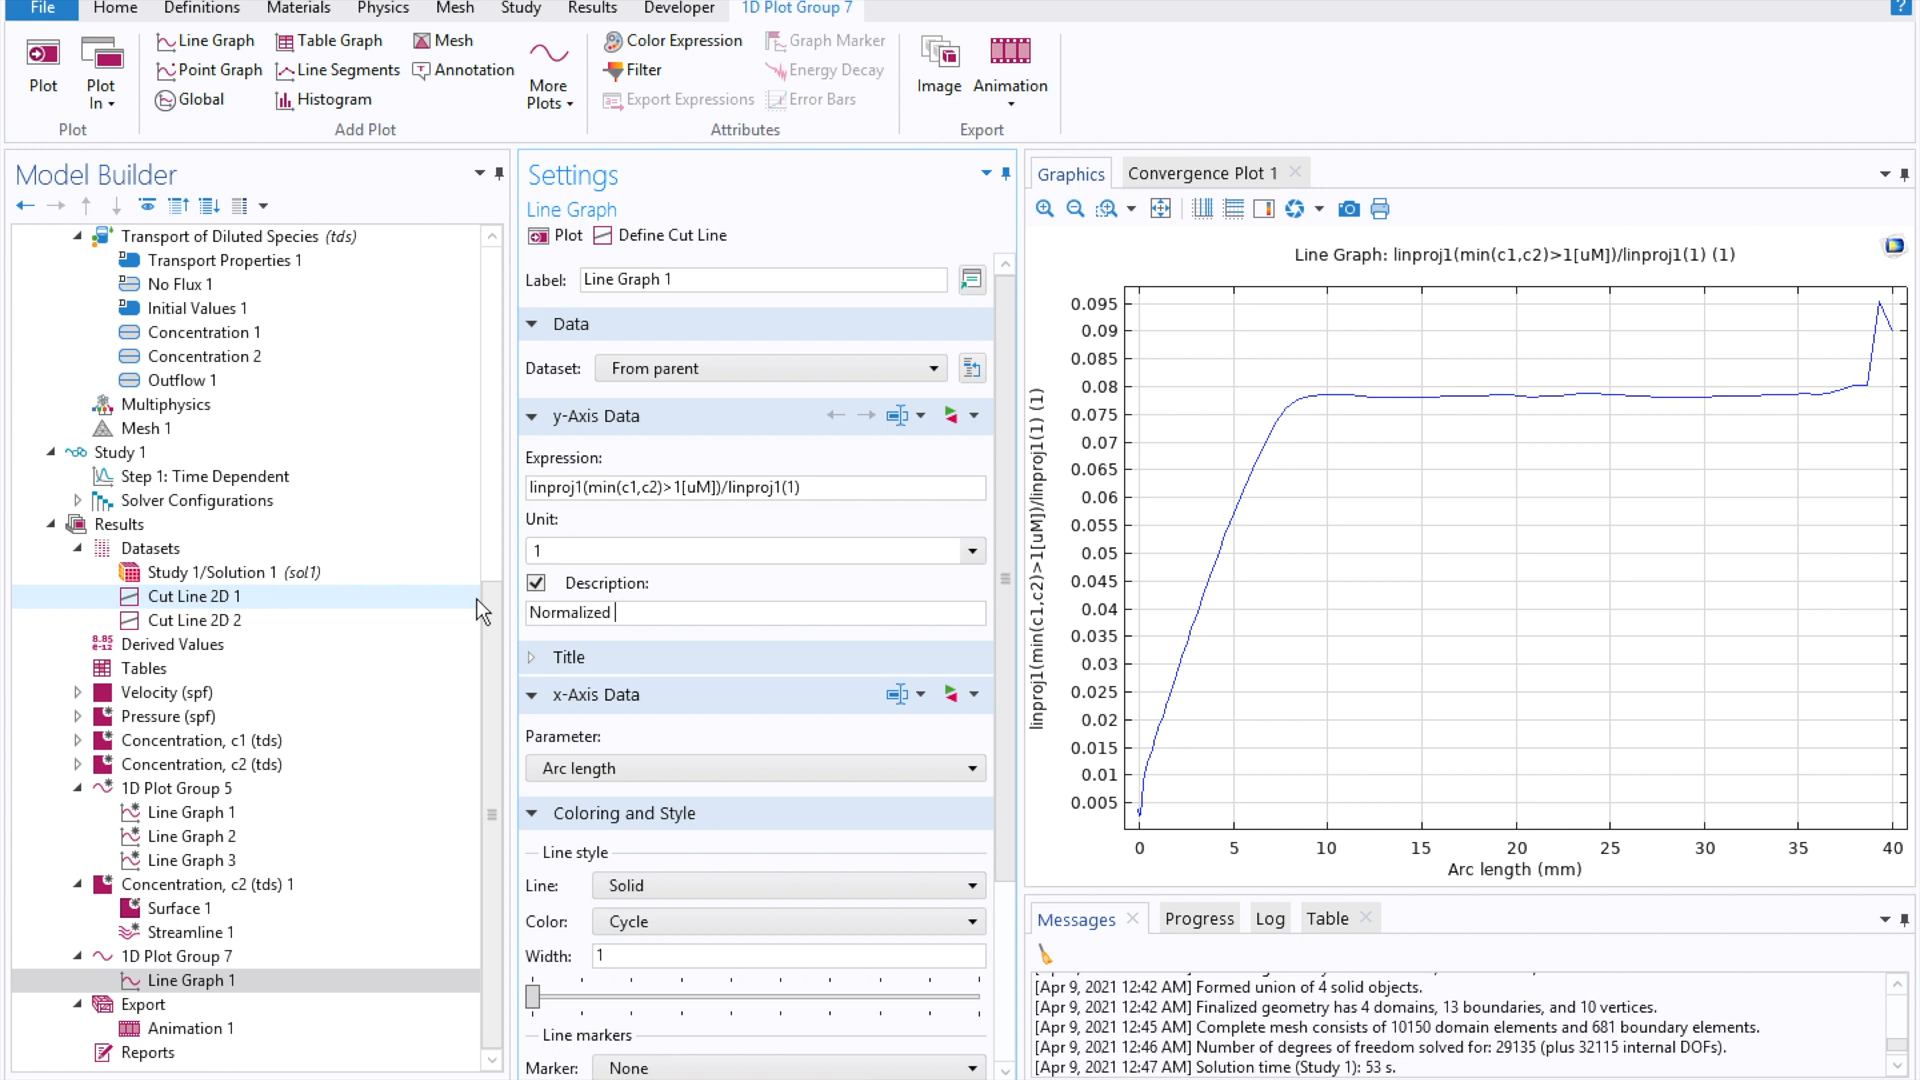 File Home Definitions Materials Physics Mesh Study Results Developer 1D Plot Group 7 ?
Plot
Plot In
Line Graph Table Graph Mesh
Point Graph Line Segments Annotation
Global Histogram
More Plots
Color Expression Graph Marker
Filter Energy Decay
Export Expressions Error Bars
Image Animation
Plot Add Plot Attributes Export
Model Builder
Transport of Diluted Species (tds)
Transport Properties 1
No Flux 1
Initial Values 1
Concentration 1
Concentration 2
Outflow 1
Multiphysics
Mesh 1
Study 1
Step 1: Time Dependent
Solver Configurations
Results
Datasets
Study 1/Solution 1 (sol1)
Cut Line 2D 1
Cut Line 2D 2
8.85
e-12 Derived Values
Tables
Velocity (spf)
Pressure (spf)
Concentration, c1 (tds)
Concentration, c2 (tds)
1D Plot Group 5
Line Graph 1
Line Graph 2
Line Graph 3
Concentration, c2 (tds) 1
Surface 1
Streamline 1
1D Plot Group 7
Line Graph 1
Export
Animation 1
Reports
Settings
Line Graph
Plot Define Cut Line
Label: Line Graph 1
Data
Dataset: From parent
y-Axis Data
Expression:
linproj1(min(c1,c2)>1[uM])/linproj1(1)
Unit:
1
Description:
Normalized
Title
x-Axis Data
Parameter:
Arc length
Coloring and Style
Line style
Line: Solid
Color: Cycle
Width: 1
Line markers
Marker: None
Graphics Convergence Plot 1
Line Graph: linproj1(min(c1,c2)>1[uM])/linproj1(1) (1)
linproj1(min(c1,c2)>1[uM])/linproj1(1) (1)
0.095
0.09
0.085
0.08
0.075
0.07
0.065
0.06
0.055
0.05
0.045
0.04
0.035
0.03
0.025
0.02
0.015
0.01
0.005
0 5 10 15 20 25 30 35 40
Arc length (mm)
Messages Progress Log Table
[Apr 9, 2021 12:42 AM] Formed union of 4 solid objects.
[Apr 9, 2021 12:42 AM] Finalized geometry has 4 domains, 13 boundaries, and 10 vertices.
[Apr 9, 2021 12:45 AM] Complete mesh consists of 10150 domain elements and 681 boundary elements.
[Apr 9, 2021 12:46 AM] Number of degrees of freedom solved for: 29135 (plus 32115 internal DOFs).
[Apr 9, 2021 12:47 AM] Solution time (Study 1): 53 s.